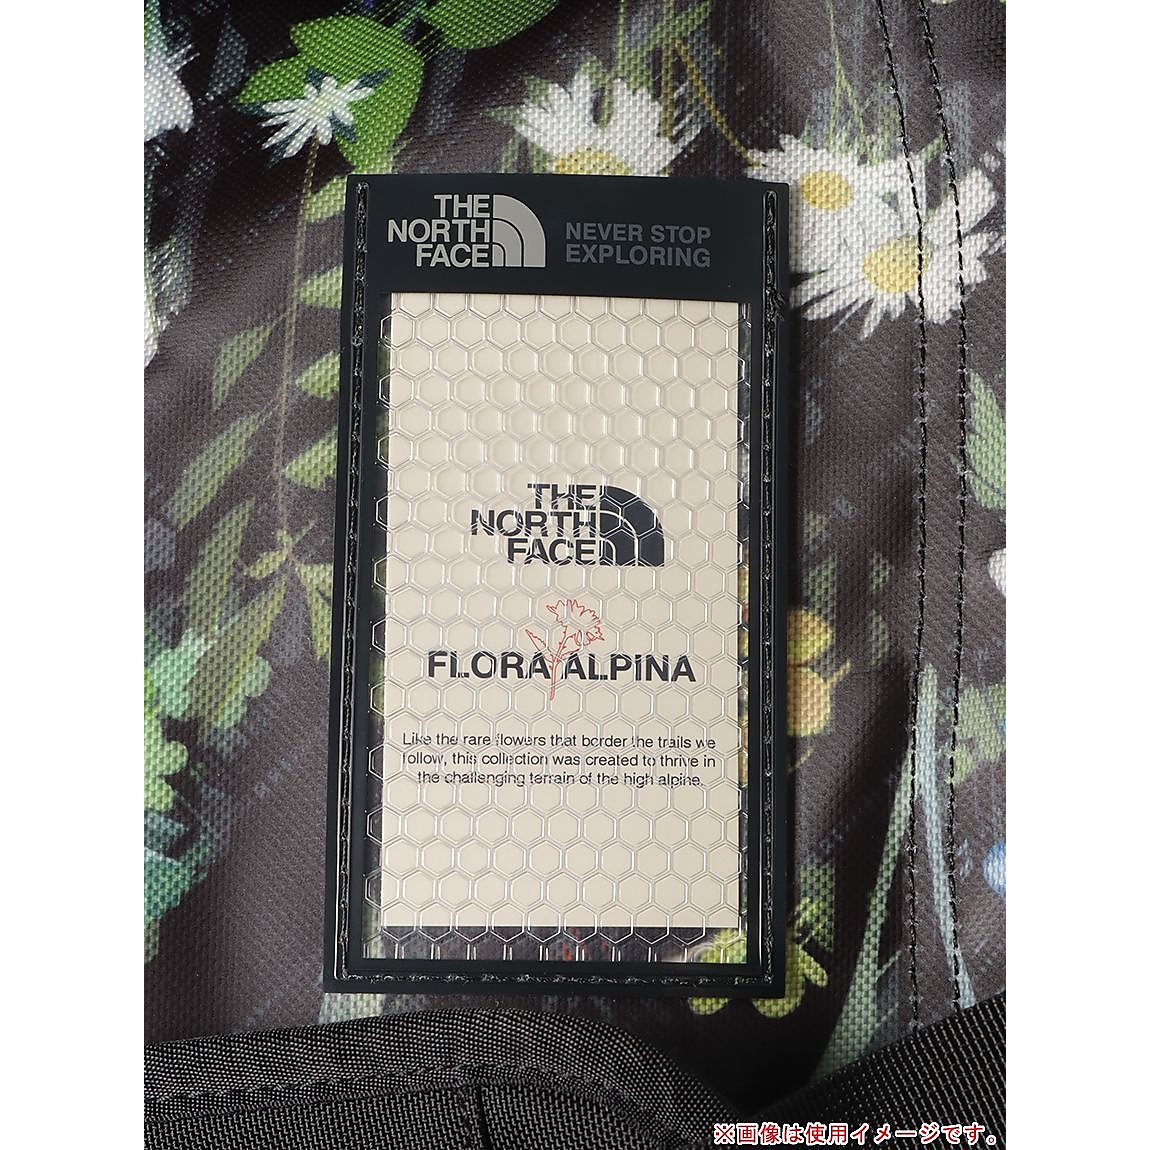 THE
NORTH
FACE
NEVER STOP
EXPLORING
THE
NORTH
FACE
FLORA ALPINA
Like the rare flowers that border the trails we
follow, this collection was created to thrive in
the challenging terrain of the high alpine.
※画像は使用イメージです。